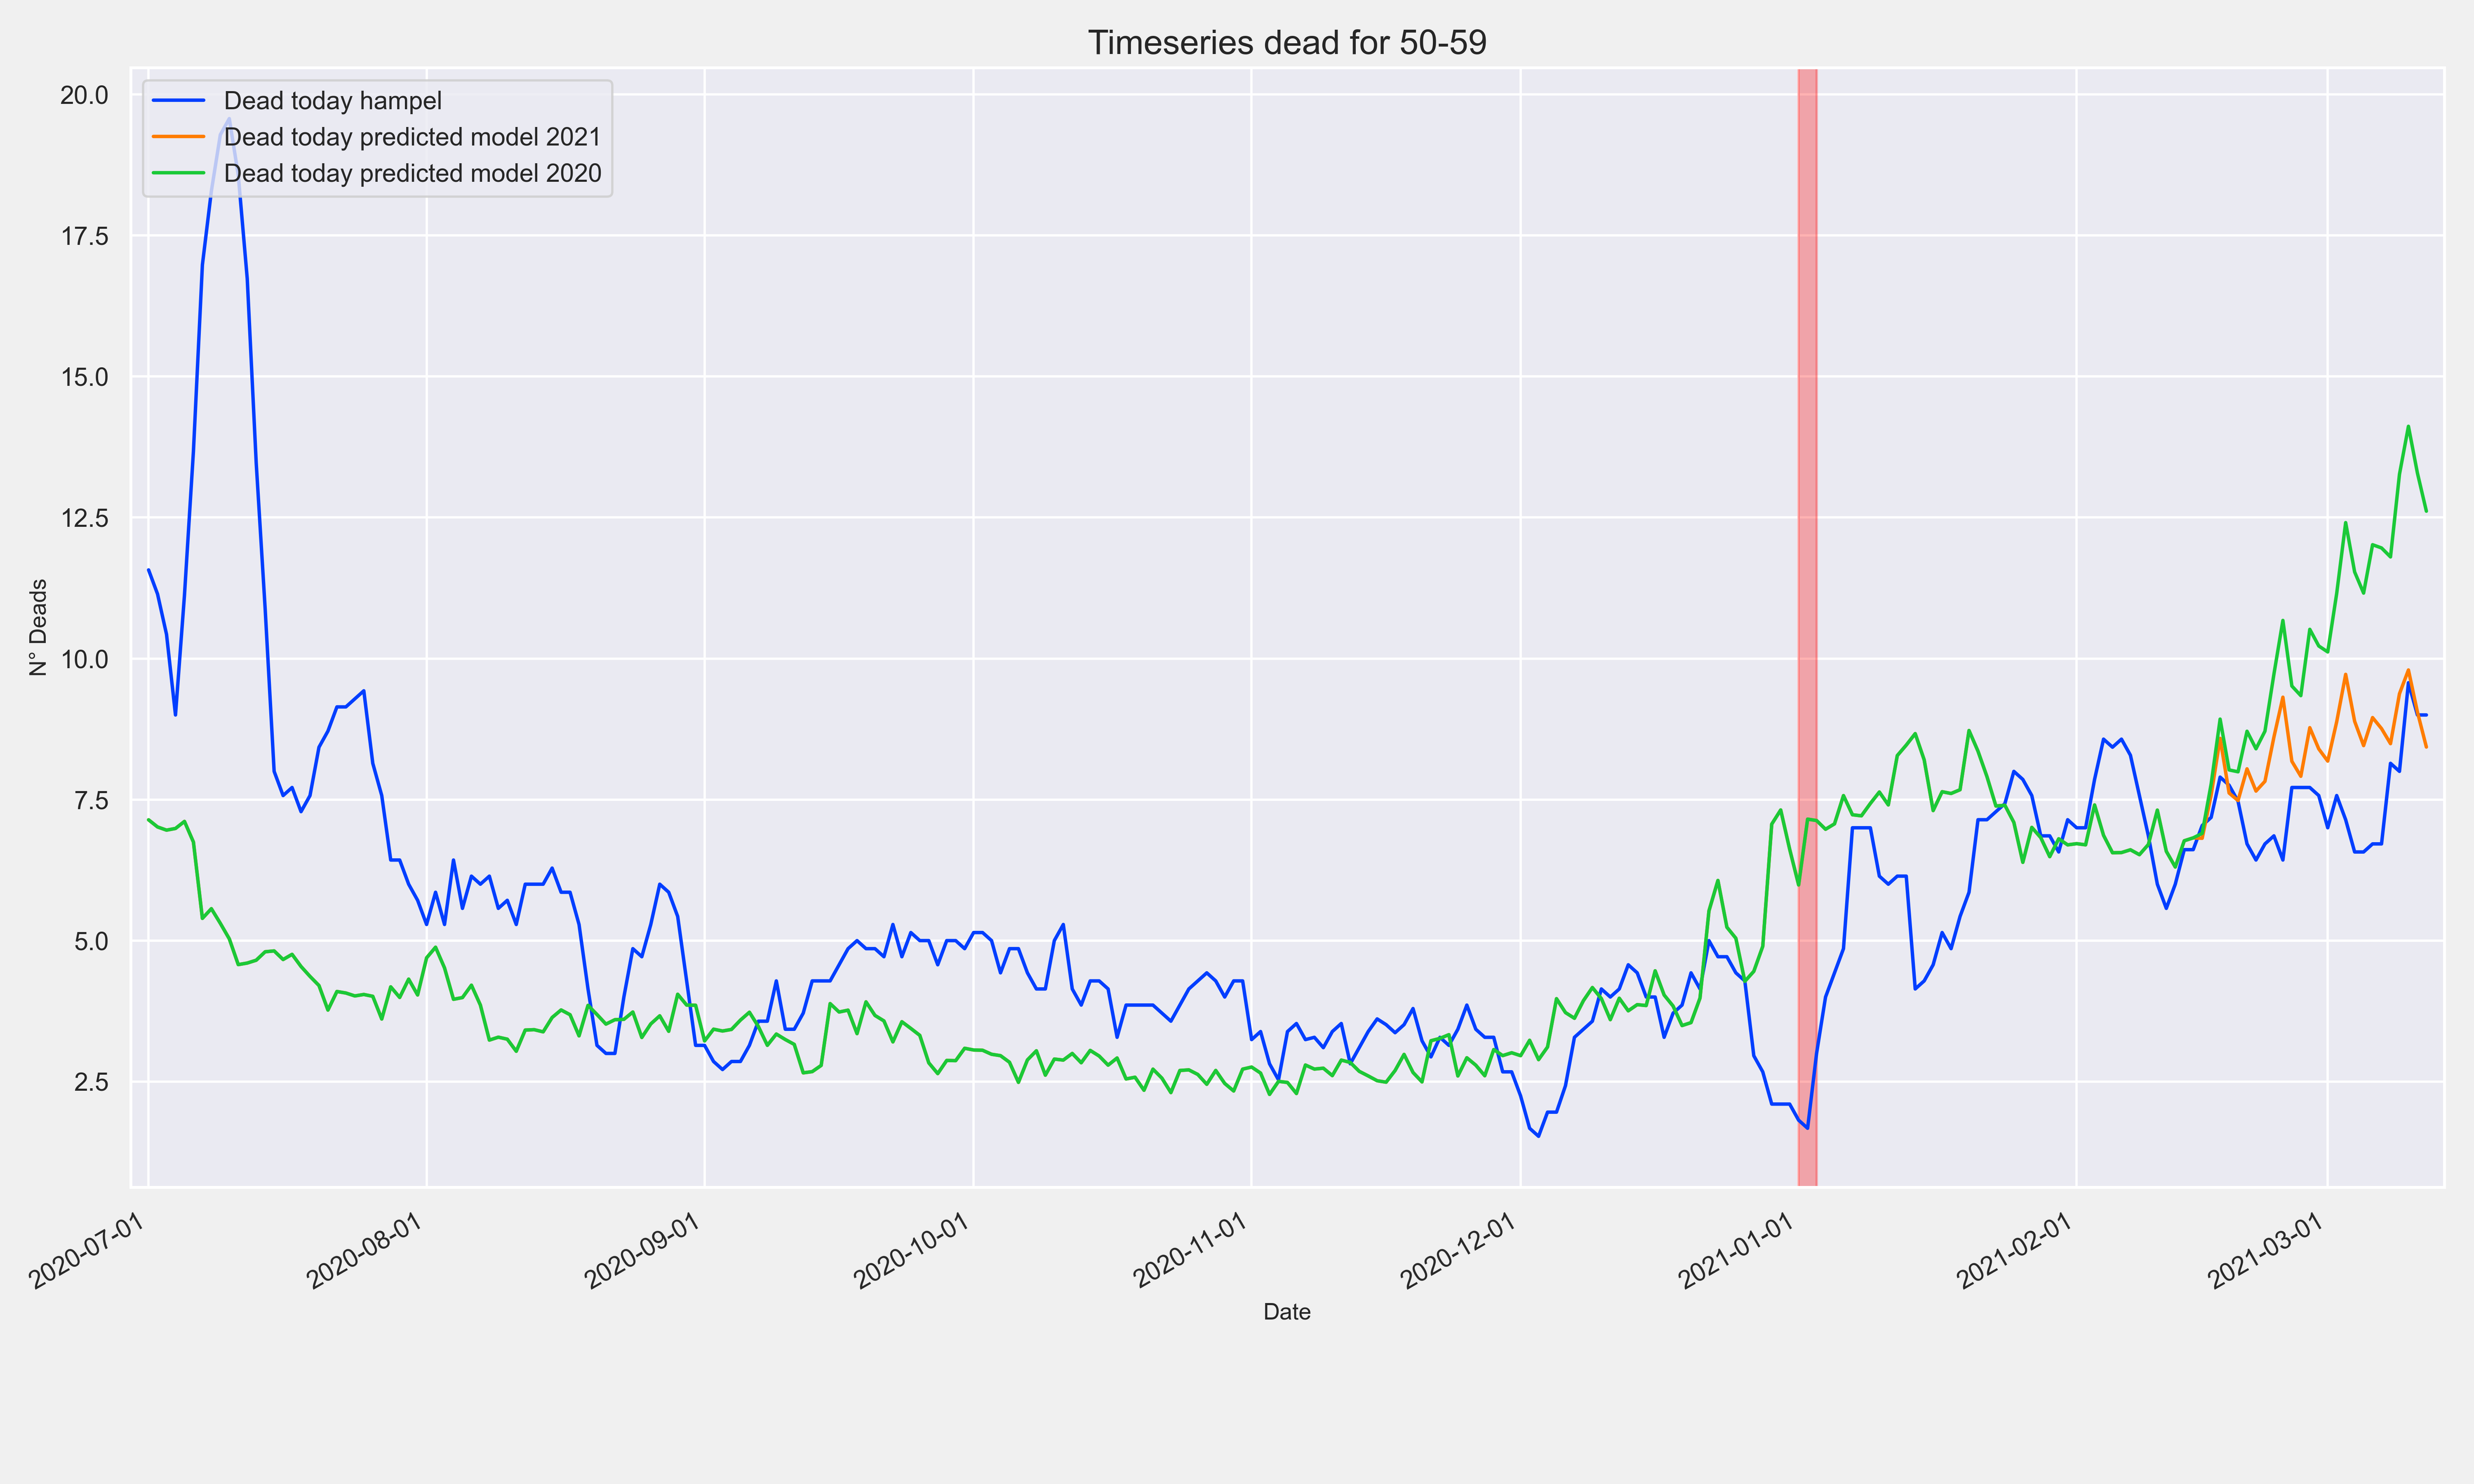 Timeseries dead for 50-59
Dead today hampel
Dead today predicted model 2021
Dead today predicted model 2020
20.0
17.5
15.0
12.5
10.0
7.5
5.0
2.5
N° Deads
2020-07-01
2020-08-01
2020-09-01
2020-10-01
2020-11-01
2020-12-01
2021-01-01
2021-02-01
2021-03-01
Date